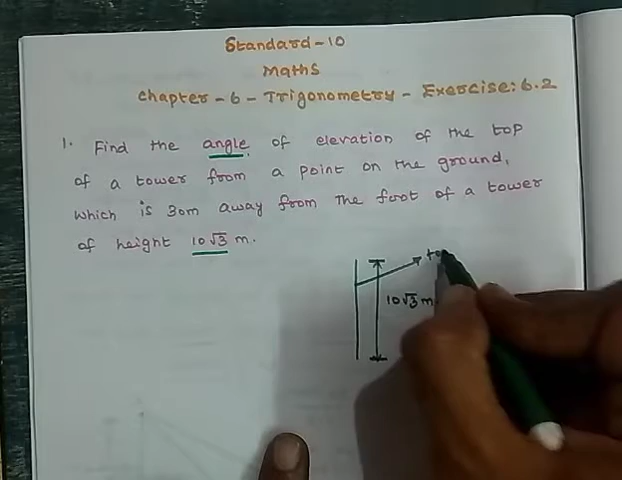 Standard-10
Maths
Chapter-6-Trigonometry-Exercise:6.2
1. Find the angle of elevation of the top
of a tower from a point on the ground,
which is 30m away from the foot of a tower
of height 10√3 m.
10√3 m